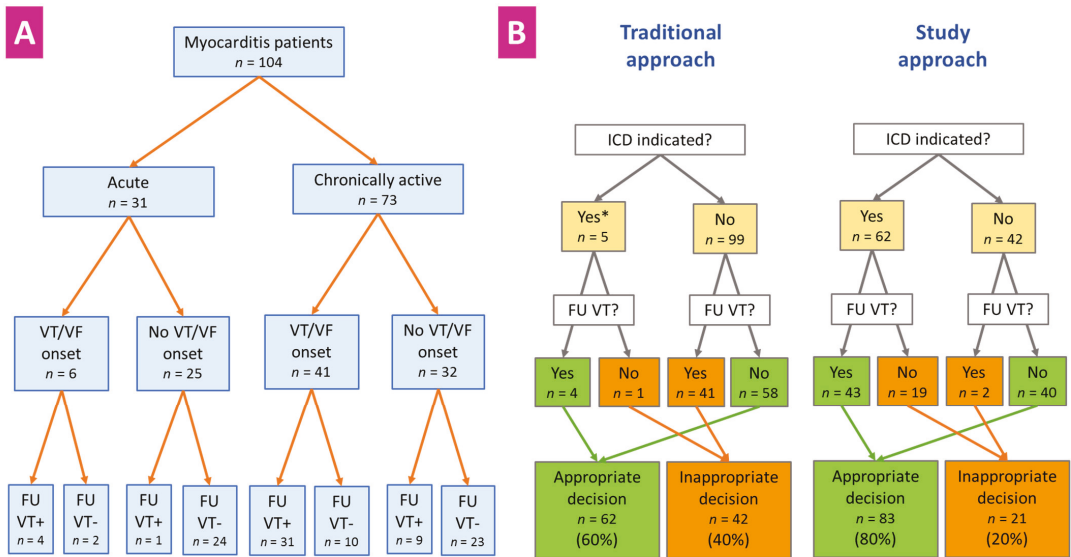 A
Myocarditis patients
n = 104
Acute
n = 31
Chronically active
n = 73
VT/VF
onset
n = 6
No VT/VF
onset
n = 25
VT/VF
onset
n = 41
No VT/VF
onset
n = 32
FU
VT+
n = 4
FU
VT-
n = 2
FU
VT+
n = 1
FU
VT-
n = 24
FU
VT+
n = 31
FU
VT-
n = 10
FU
VT+
n = 9
FU
VT-
n = 23
B
Traditional
approach
ICD indicated?
Yes*
n = 5
No
n = 99
FU VT?
FU VT?
Yes
n = 4
No
n = 1
Yes
n = 41
No
n = 58
Appropriate
decision
n = 62
(60%)
Inappropriate
decision
n = 42
(40%)
Study
approach
ICD indicated?
Yes
n = 62
No
n = 42
FU VT?
FU VT?
Yes
n = 43
No
n = 19
Yes
n = 2
No
n = 40
Appropriate
decision
n = 83
(80%)
Inappropriate
decision
n = 21
(20%)